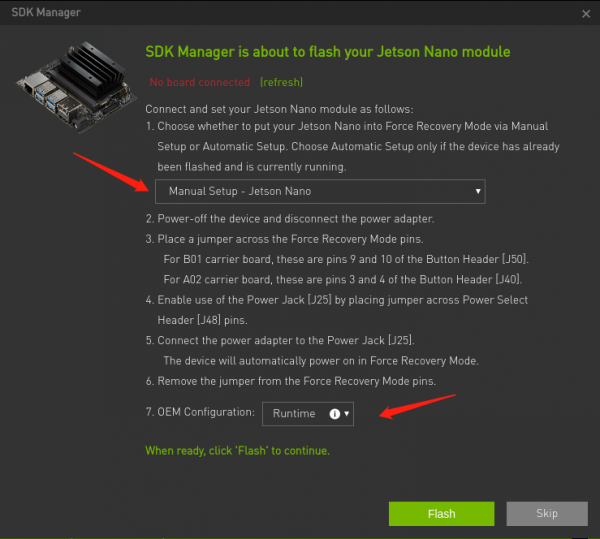 SDK Manager
SDK Manager is about to flash your Jetson Nano module
No board connected [refresh]
Connect and set your Jetson Nano module as follows:
1. Choose whether to put your Jetson Nano into Force Recovery Mode via Manual
Setup or Automatic Setup. Choose Automatic Setup only if the device has already
been flashed and is currently running.
Manual Setup - Jetson Nano
2. Power-off the device and disconnect the power adapter.
3. Place a jumper across the Force Recovery Mode pins.
For B01 carrier board, these are pins 9 and 10 of the Button Header [J50].
For A02 carrier board, these are pins 3 and 4 of the Button Header [J40].
4. Enable use of the Power Jack [J25] by placing jumper across Power Select
Header [J48] pins.
5. Connect the power adapter to the Power Jack [J25].
The device will automatically power on in Force Recovery Mode.
6. Remove the jumper from the Force Recovery Mode pins.
7. OEM Configuration: Runtime
When ready, click 'Flash' to continue.
Flash Skip